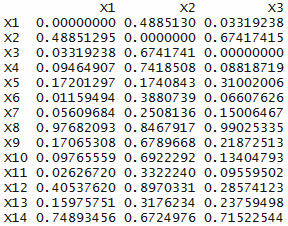 X1 X2 X3
X1 0.00000000 0.4885130 0.03319238
X2 0.48851295 0.0000000 0.67417415
X3 0.03319238 0.6741741 0.00000000
X4 0.09464907 0.7418508 0.08818719
X5 0.17201297 0.1740843 0.31002006
X6 0.01159494 0.3880739 0.06607626
X7 0.05609684 0.2508136 0.15006467
X8 0.97682093 0.8467917 0.99025335
X9 0.17065308 0.6789668 0.21872513
X10 0.09765559 0.6922292 0.13404793
X11 0.02626720 0.3322240 0.09559502
X12 0.40537620 0.8970331 0.28574123
X13 0.15975751 0.3176234 0.23759498
X14 0.74893456 0.6724976 0.71522544